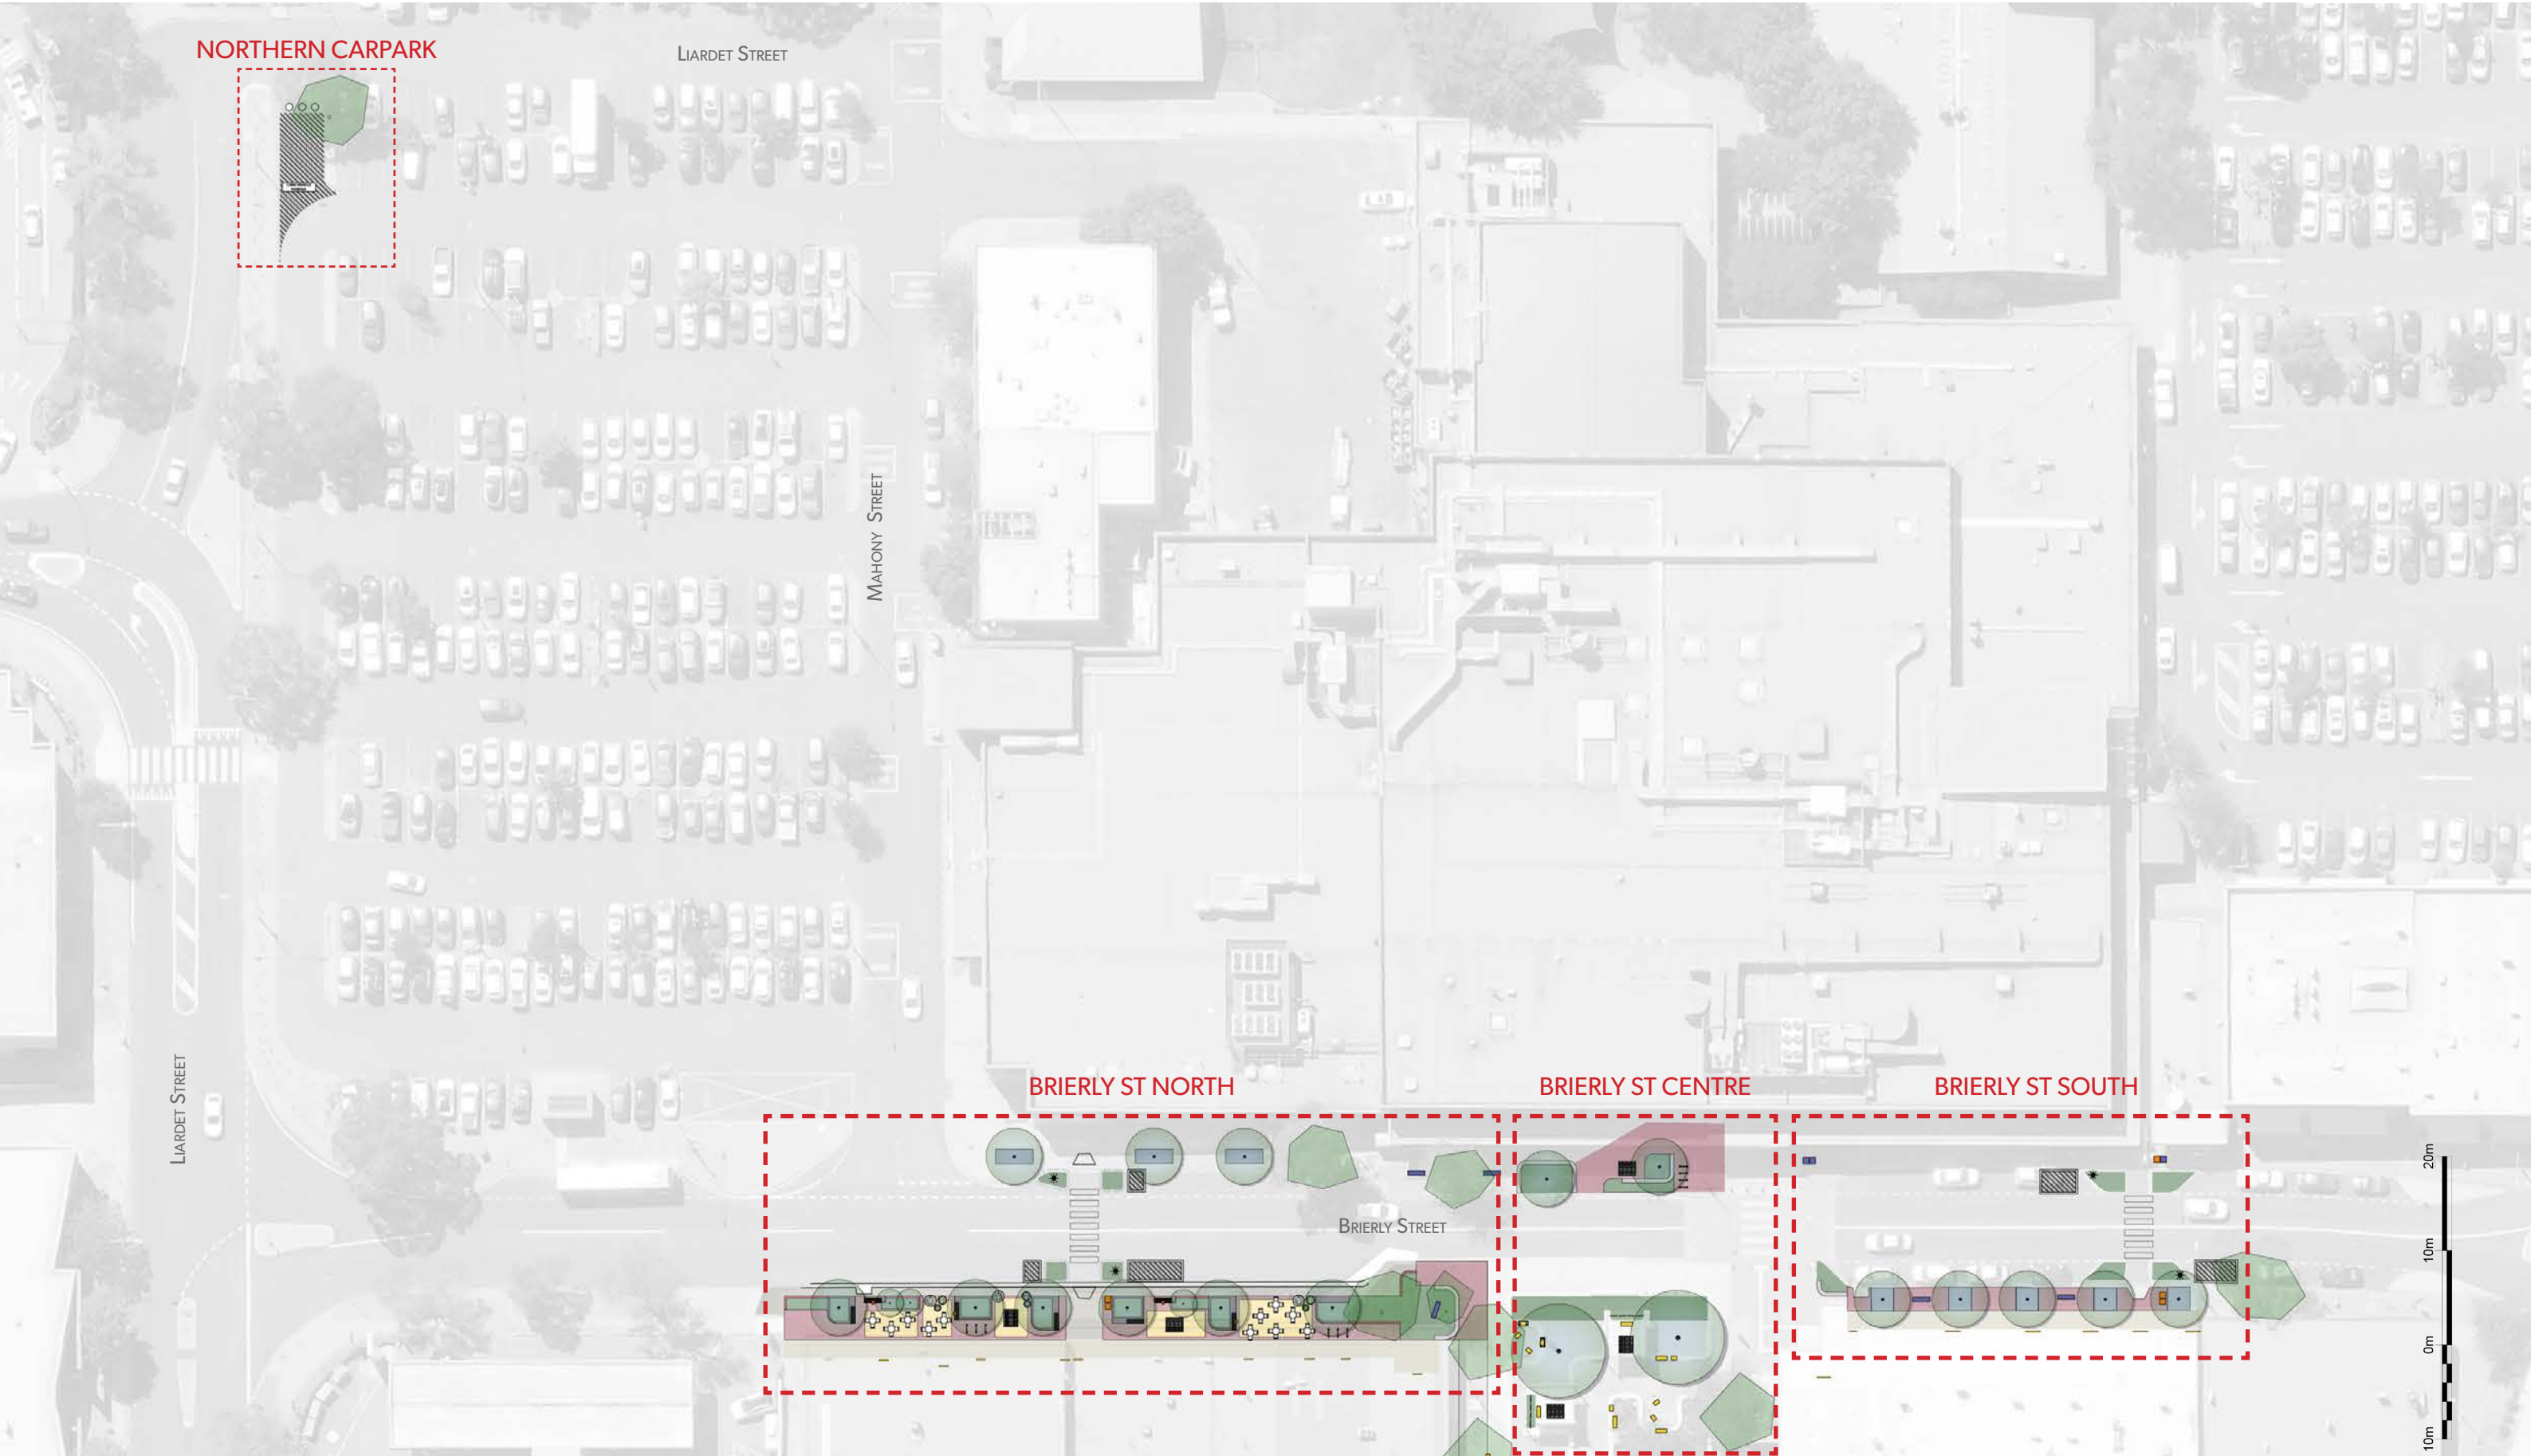 NORTHERN CARPARK
LIARDET STREET
MAHONY STREET
LIARDET STREET
BRIERLY ST NORTH
BRIERLY ST CENTRE
BRIERLY ST SOUTH
BRIERLY STREET
20m
10m
0m
10m